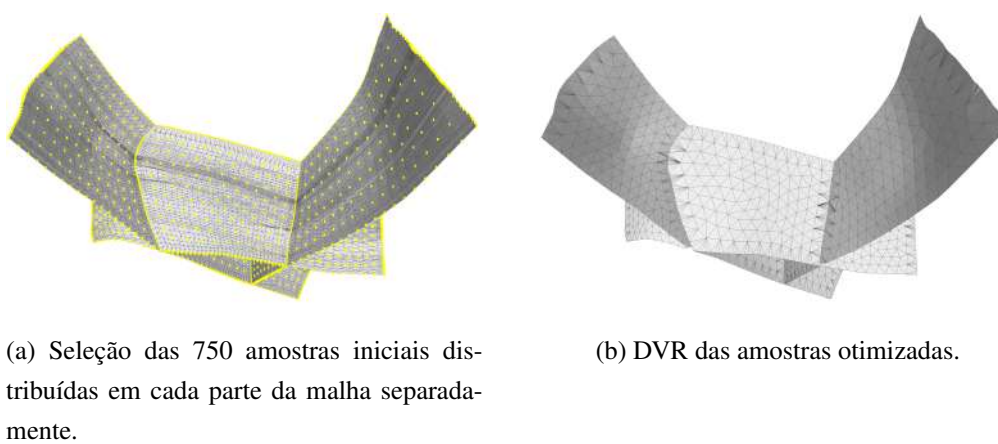 (a) Seleção das 750 amostras iniciais dis-
tribuídas em cada parte da malha separada-
mente.
(b) DVR das amostras otimizadas.